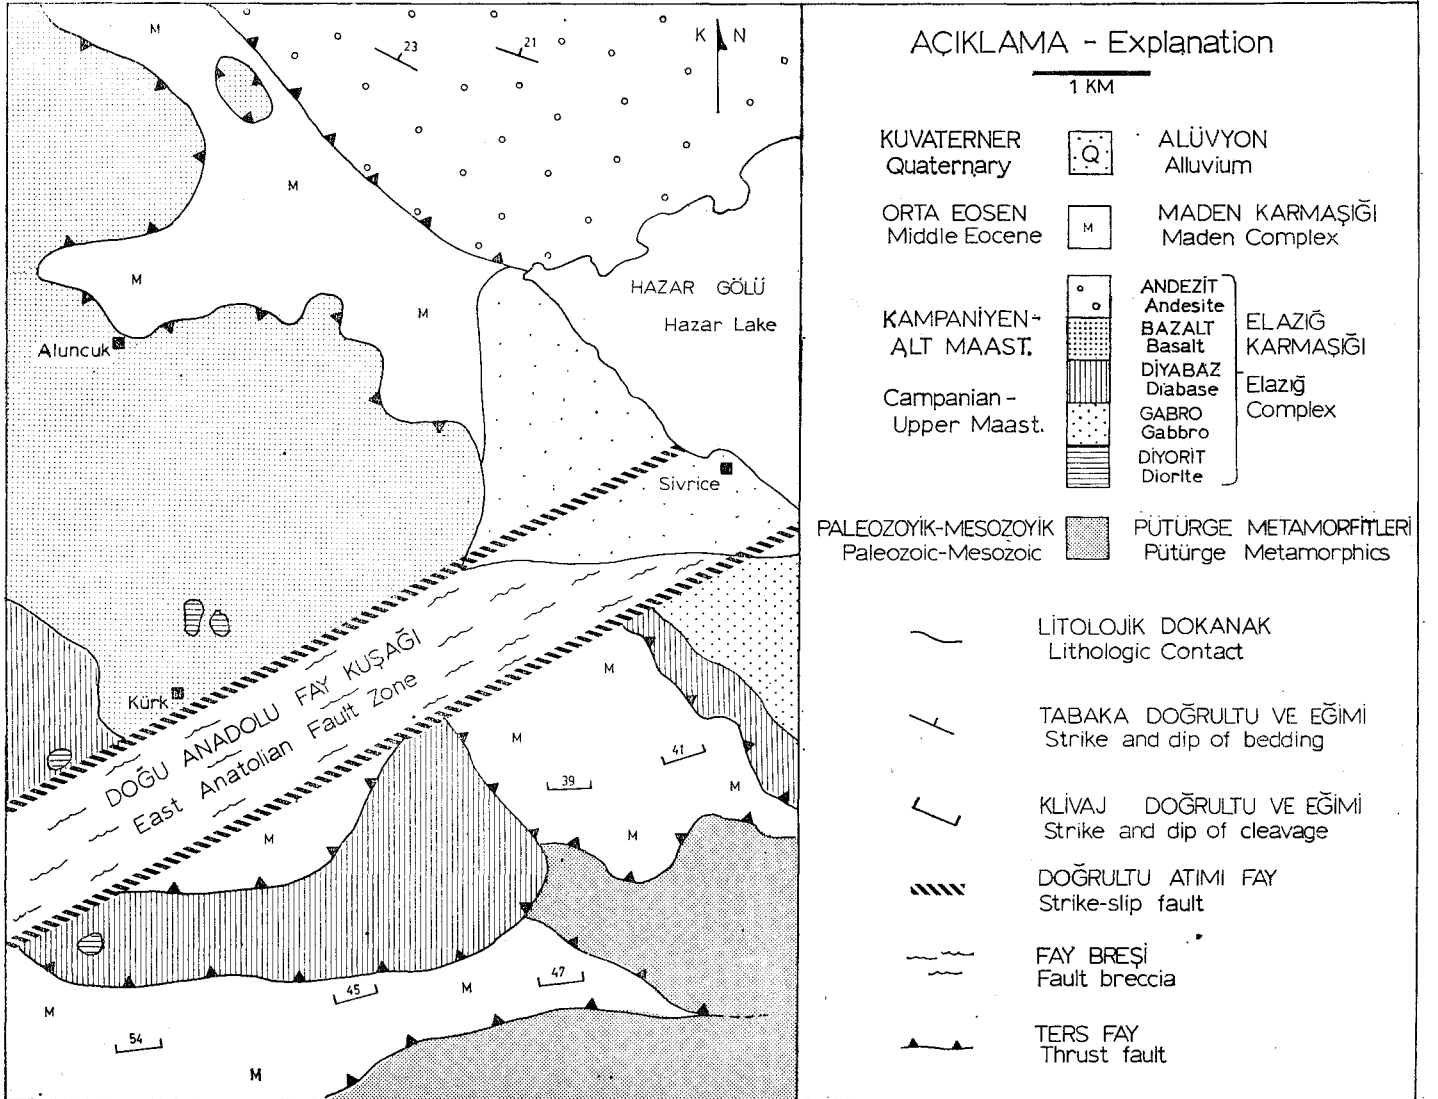 M
23
21
K N
M
M
M
HAZAR GÖLÜ
Hazar Lake
Aluncuk
Sivrice
Kürk
DOĞU ANADOLU FAY KUŞAĞI
East Anatolian Fault Zone
M
M
41
39
M
M
M
45
47
M
M
54
M
AÇIKLAMA - Explanation
1 KM
KUVATERNER
Quaternary
Q
ALÜVYON
Alluvium
ORTA EOSEN
Middle Eocene
M
MADEN KARMAŞIĞI
Maden Complex
KAMPANİYEN-
ALT MAAST.
Campanian-
Upper Maast.
ANDEZİT
Andesite
BAZALT
Basalt
DİYABAZ
Diabase
GABRO
Gabbro
DİYORİT
Diorite
ELAZIĞ
KARMAŞIĞI
Elazığ
Complex
PALEOZOYİK-MESOZOYİK
Paleozoic-Mesozoic
PÜTÜRGE METAMORFİTLERİ
Pütürge Metamorphics
LİTOLOJİK DOKANAK
Lithologic Contact
TABAKA DOĞRULTU VE EĞİMİ
Strike and dip of bedding
KLİVAJ DOĞRULTU VE EĞİMİ
Strike and dip of cleavage
DOĞRULTU ATIMI FAY
Strike-slip fault
FAY BREŞİ
Fault breccia
TERS FAY
Thrust fault